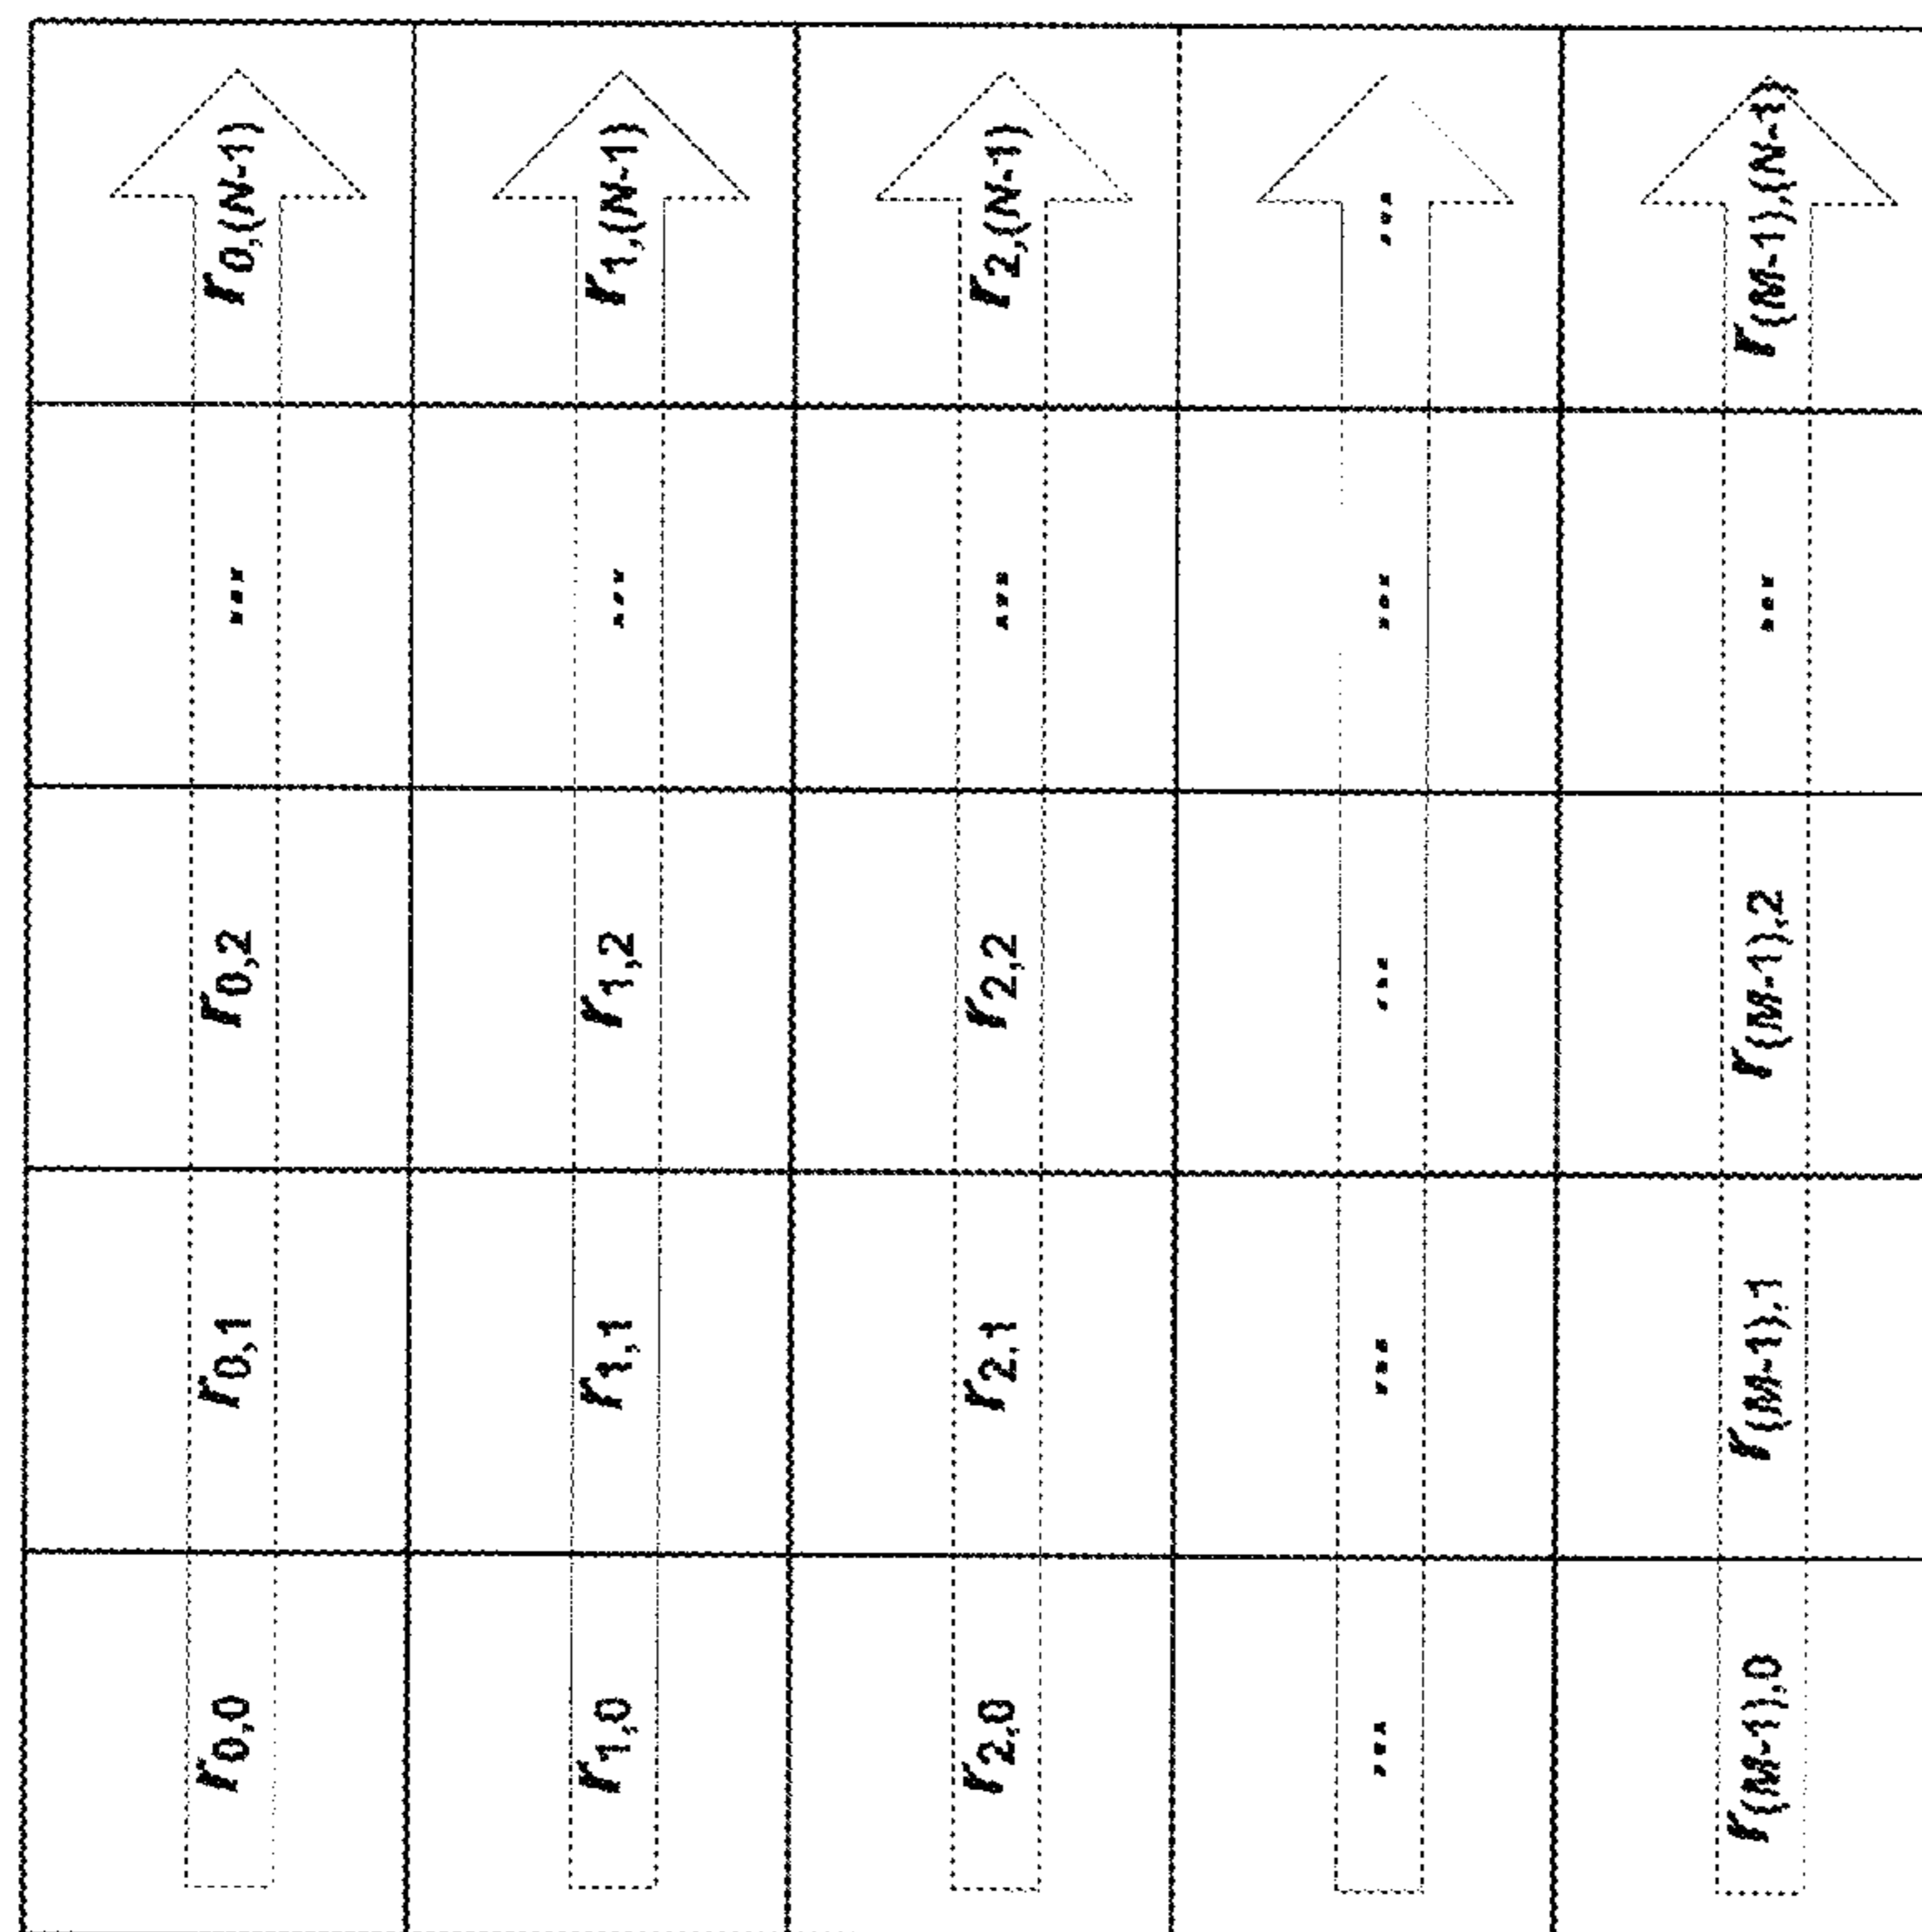 r0,0 r0,1 r0,2 ... r0,(N-1)
r1,0 r1,1 r1,2 ... r1,(N-1)
r2,0 r2,1 r2,2 ... r2,(N-1)
... ... ... ... ...
r(M-1),0 r(M-1),1 r(M-1),2 ... r(M-1),(N-1)